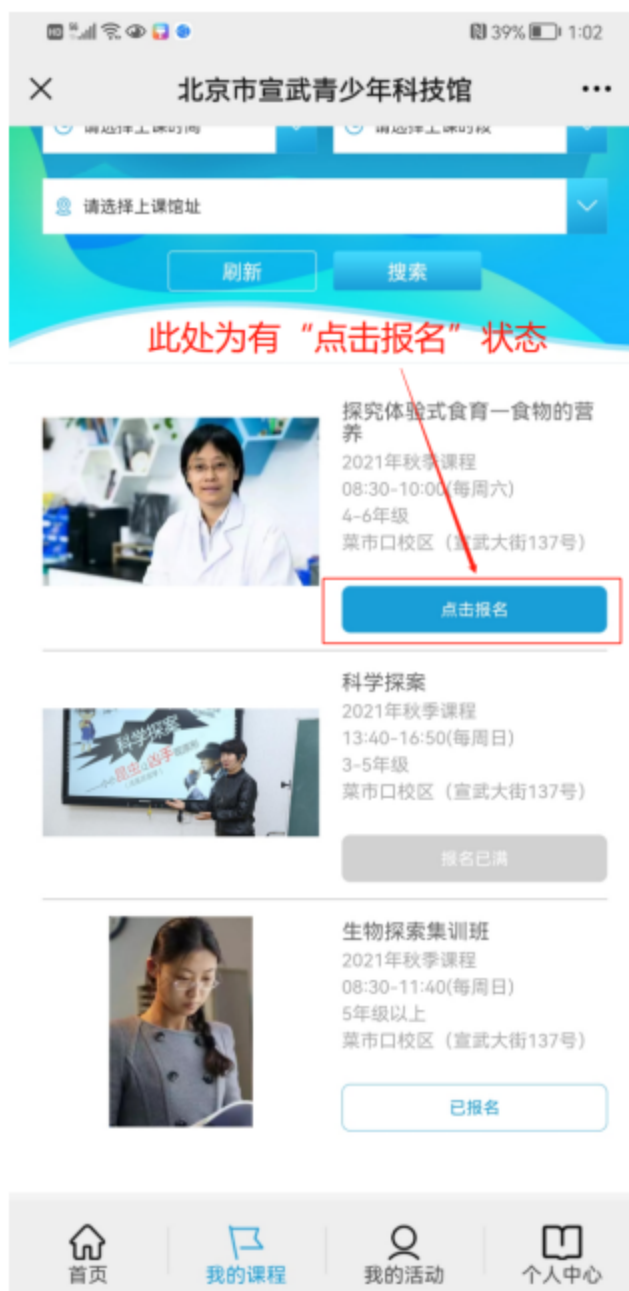 39% 1:02
北京市宣武青少年科技馆
请选择上课时间 请选择上课时段
请选择上课馆址
刷新 搜索
此处为有“点击报名”状态
探究体验式食育一食物的营
养
2021年秋季课程
08:30-10:00(每周六)
4-6年级
菜市口校区（宣武大街137号）
点击报名
科学探案
2021年秋季课程
13:40-16:50(每周日)
3-5年级
菜市口校区（宣武大街137号）
科学探案
昆虫 凶手
报名已满
生物探索集训班
2021年秋季课程
08:30-11:40(每周日)
5年级以上
菜市口校区（宣武大街137号）
已报名
首页 我的课程 我的活动 个人中心